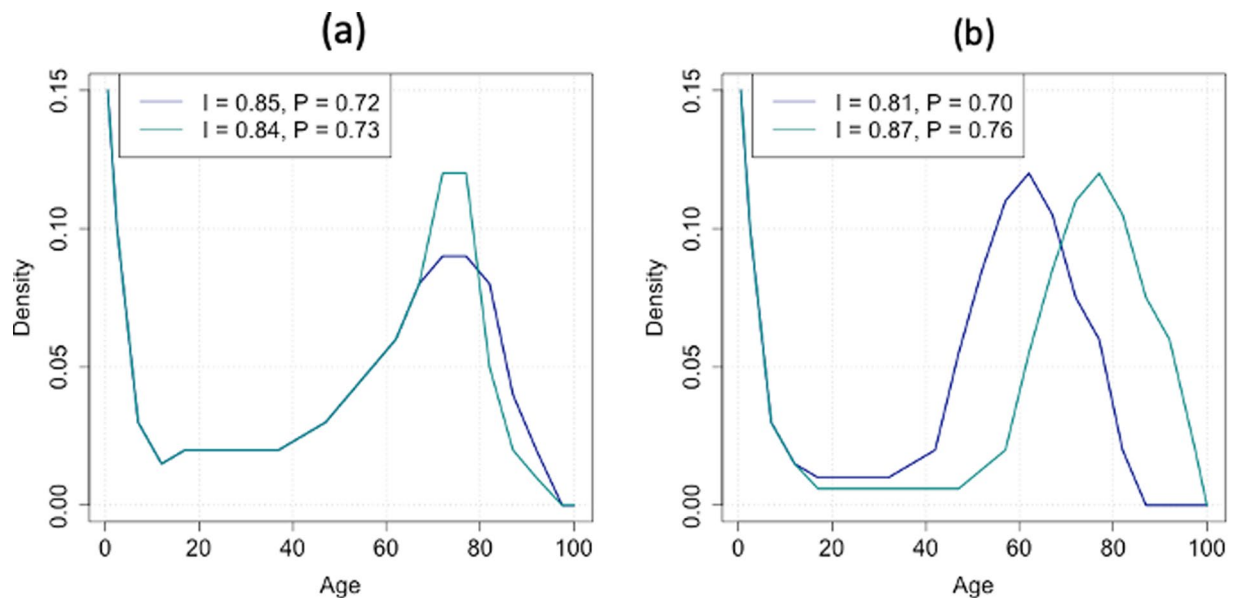 (a)
I = 0.85, P = 0.72
I = 0.84, P = 0.73
0.15
0.10
0.05
0.00
Density
0 20 40 60 80 100
Age
(b)
I = 0.81, P = 0.70
I = 0.87, P = 0.76
0.15
0.10
0.05
0.00
Density
0 20 40 60 80 100
Age